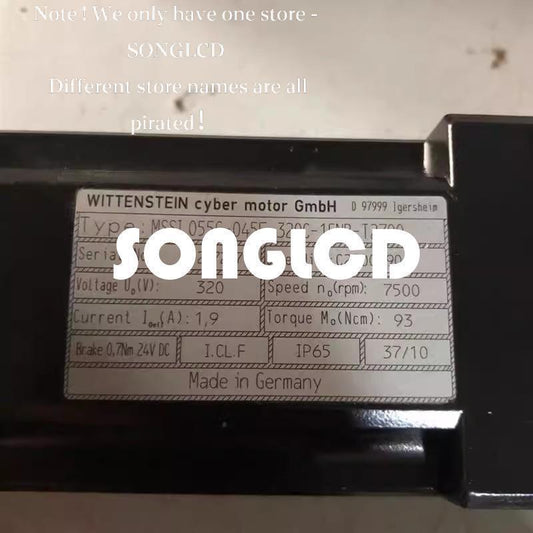 Note ! We only have one store -
SONGLCD
Different store names are all
pirated !
WITTENSTEIN cyber motor GmbH D 97999 Igersheim
Type:
SONGLCD
Voltage U₀(V): 320 Speed n₀(rpm): 7500
Current I₀eff(A): 1,9 Torque M₀(Ncm): 93
Brake 0,7Nm 24V DC I.CL.F IP65 37/10
Made in Germany